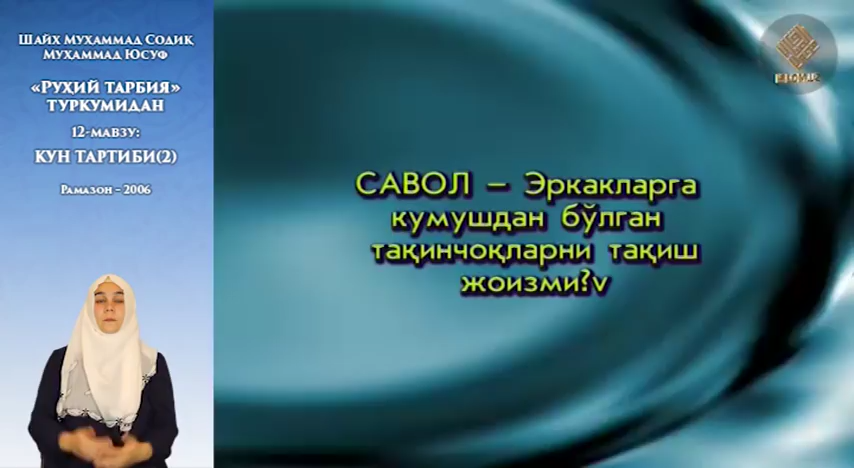 Шайх Муҳаммад Содиқ
Муҳаммад Юсуф
«Руҳий тарбия»
туркумидан
12-мавзу:
КУН ТАРТИБИ(2)
Рамазон - 2006
САВОЛ – Эркакларга
кумушдан бўлган
тақинчоқларни тақиш
жоизми?v